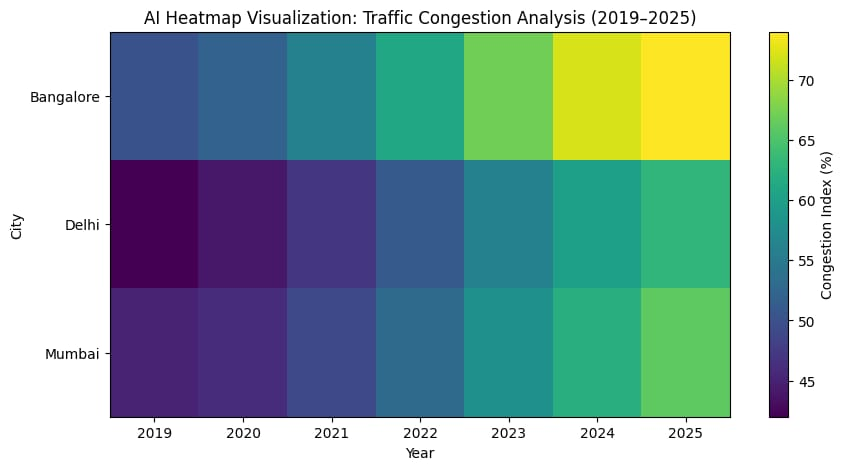 AI Heatmap Visualization: Traffic Congestion Analysis (2019–2025)
Bangalore
Delhi
Mumbai
City
2019 2020 2021 2022 2023 2024 2025
Year
70
65
60
55
50
45
Congestion Index (%)